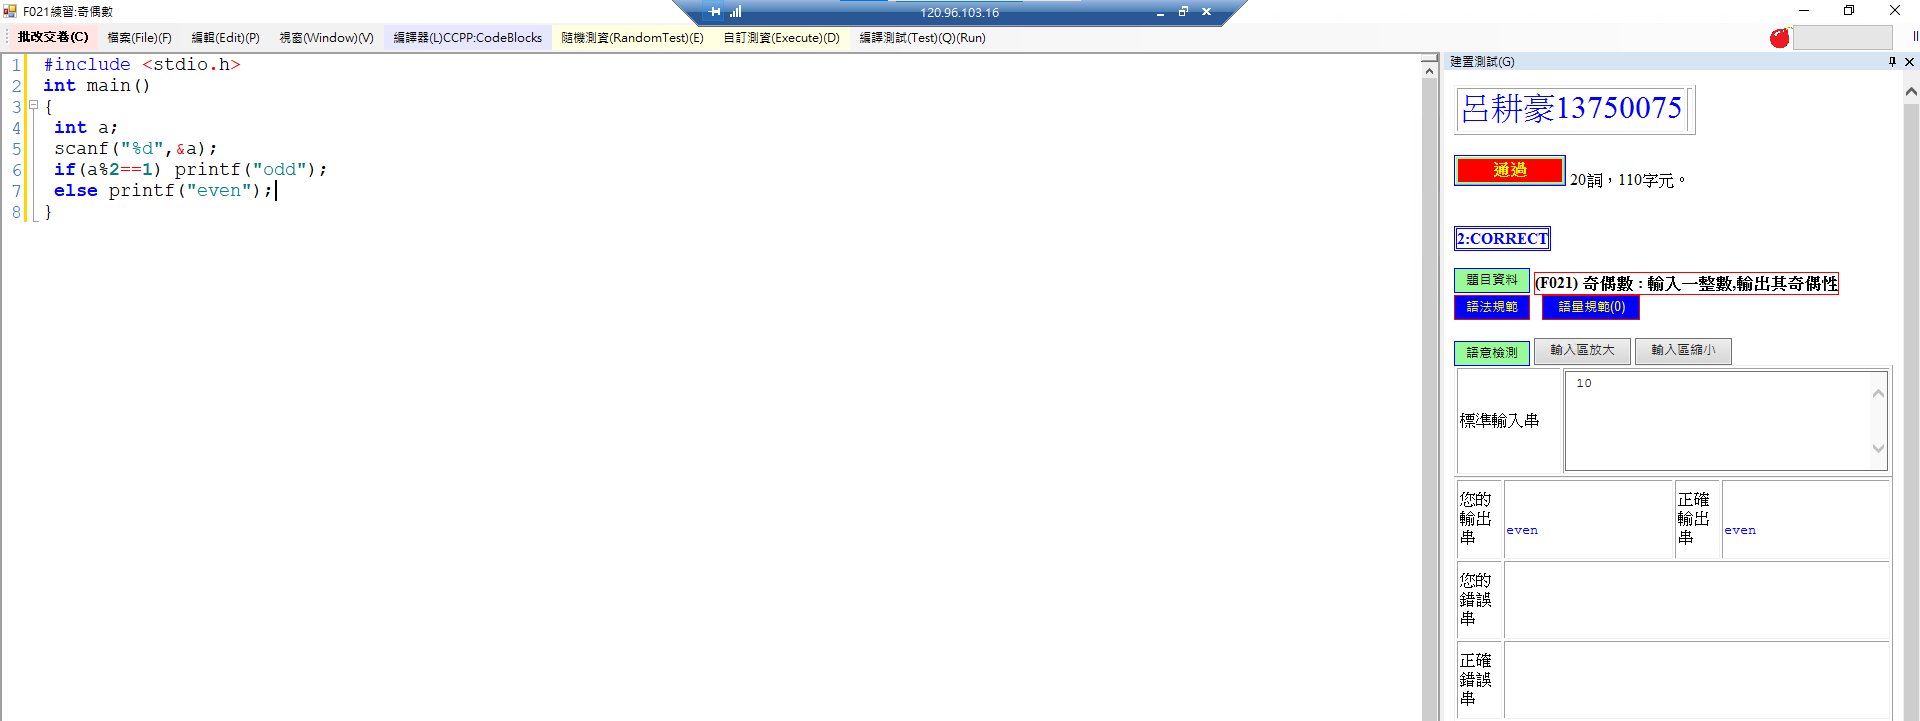 F021練習:奇偶數
120.96.103.16
批改交卷(C) 檔案(File)(F) 編輯(Edit)(P) 視窗(Window)(V) 編譯器(L)CCPP:CodeBlocks 隨機測資(RandomTest)(E) 自訂測資(Execute)(D) 編譯測試(Test)(Q)(Run)
1 #include <stdio.h>
2 int main()
3 {
4 int a;
5 scanf("%d",&a);
6 if(a%2==1) printf("odd");
7 else printf("even");
8 }
建置測試(G)
呂耕豪13750075
通過 20詞，110字元。
2:CORRECT
題目資料 (F021) 奇偶數 : 輸入一整數,輸出其奇偶性
語法規範 語量規範(0)
語意檢測 輸入區放大 輸入區縮小
標準輸入串 10
您的輸出串 even 正確輸出串 even
您的錯誤串
正確錯誤串